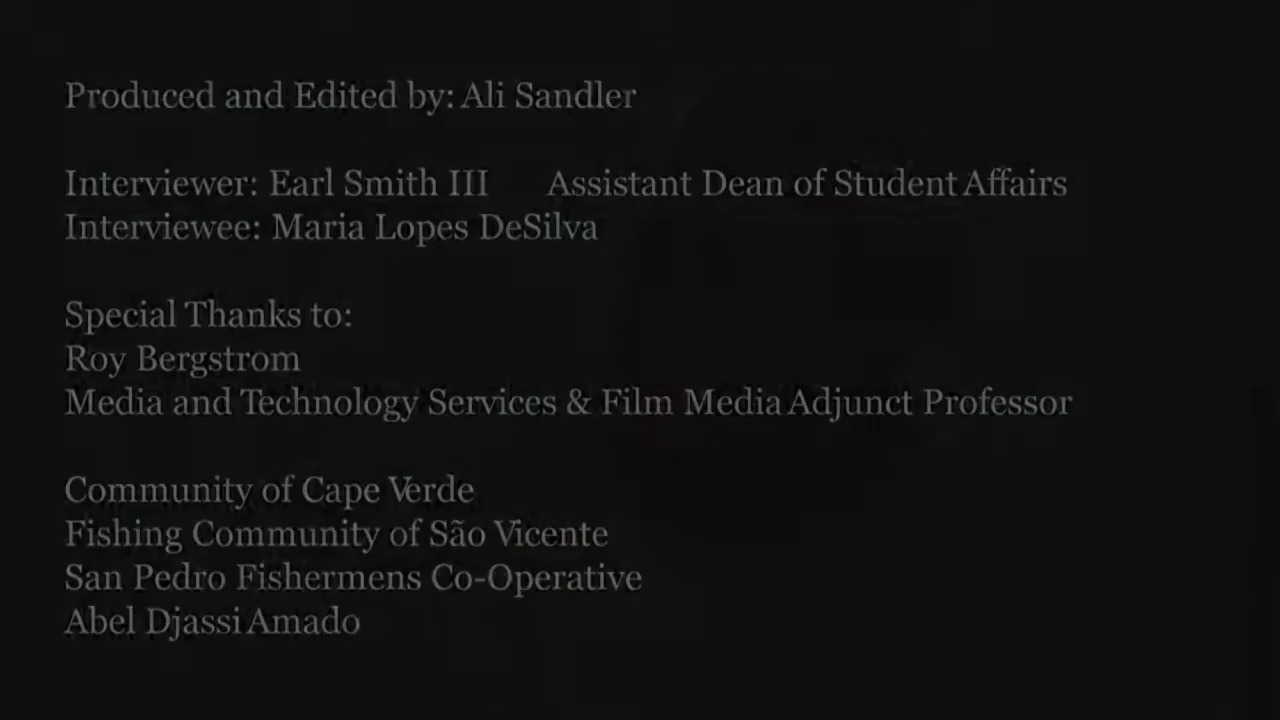 Produced and Edited by: Ali Sandler
Interviewer: Earl Smith III Assistant Dean of Student Affairs
Interviewee: Maria Lopes DeSilva
Special Thanks to:
Roy Bergstrom
Media and Technology Services & Film Media Adjunct Professor
Community of Cape Verde
Fishing Community of São Vicente
San Pedro Fishermens Co-Operative
Abel Djassi Amado